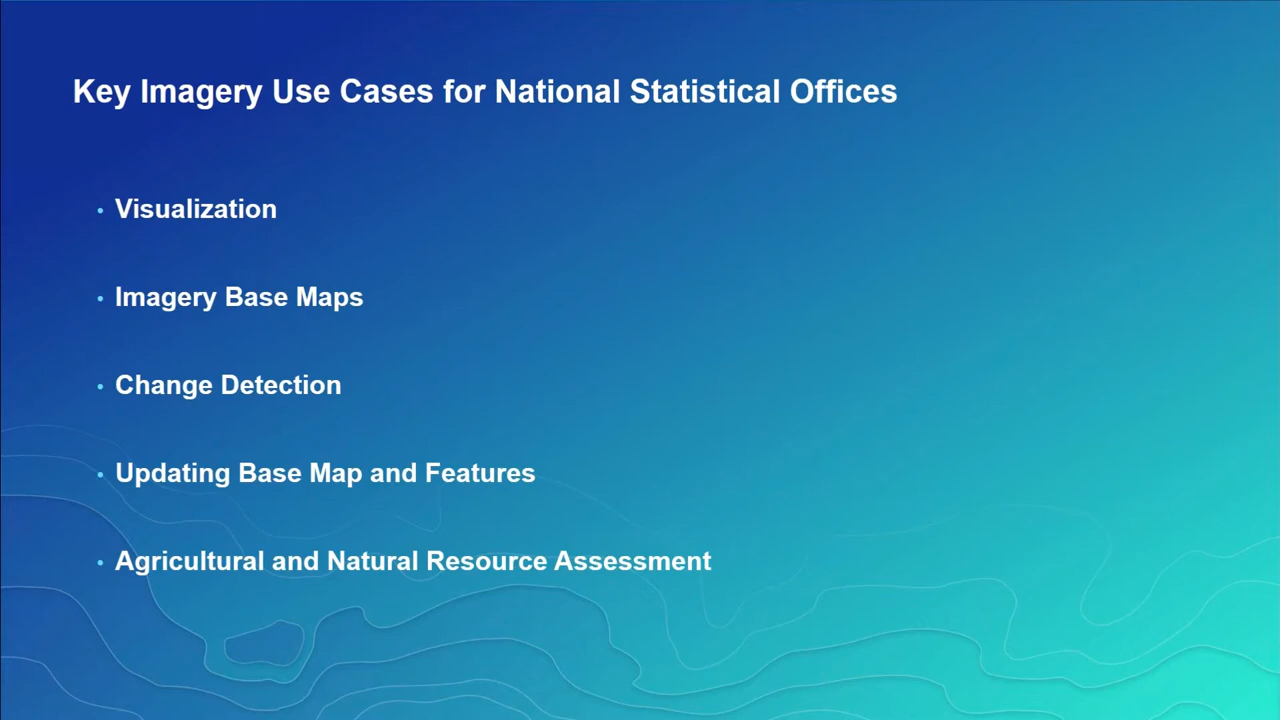 Key Imagery Use Cases for National Statistical Offices
• Visualization
• Imagery Base Maps
• Change Detection
• Updating Base Map and Features
• Agricultural and Natural Resource Assessment